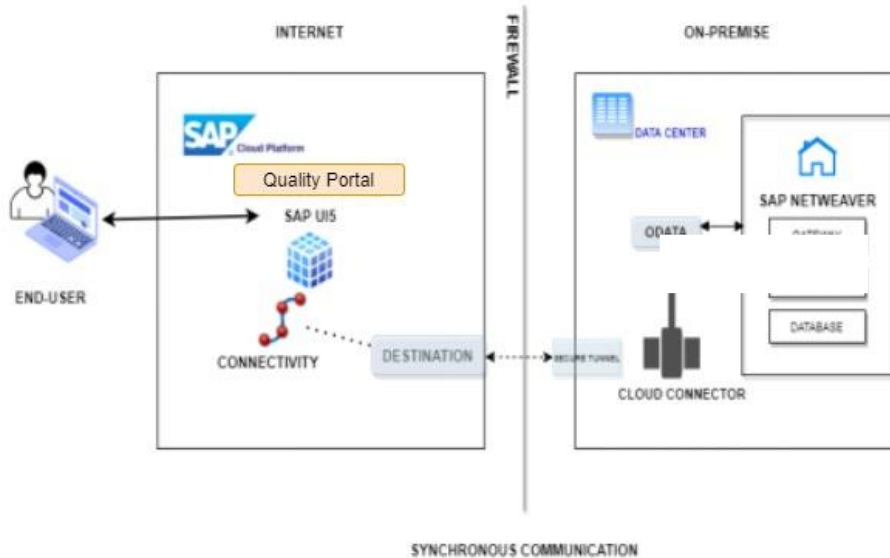 INTERNET
FIREWALL
ON-PREMISE
SAP
Cloud Platform
DATA CENTER
Quality Portal
SAP UI5
SAP NETWEAVER
ODATA
END-USER
DATABASE
CONNECTIVITY
DESTINATION
SECURE TUNNEL
CLOUD CONNECTOR
SYNCHRONOUS COMMUNICATION